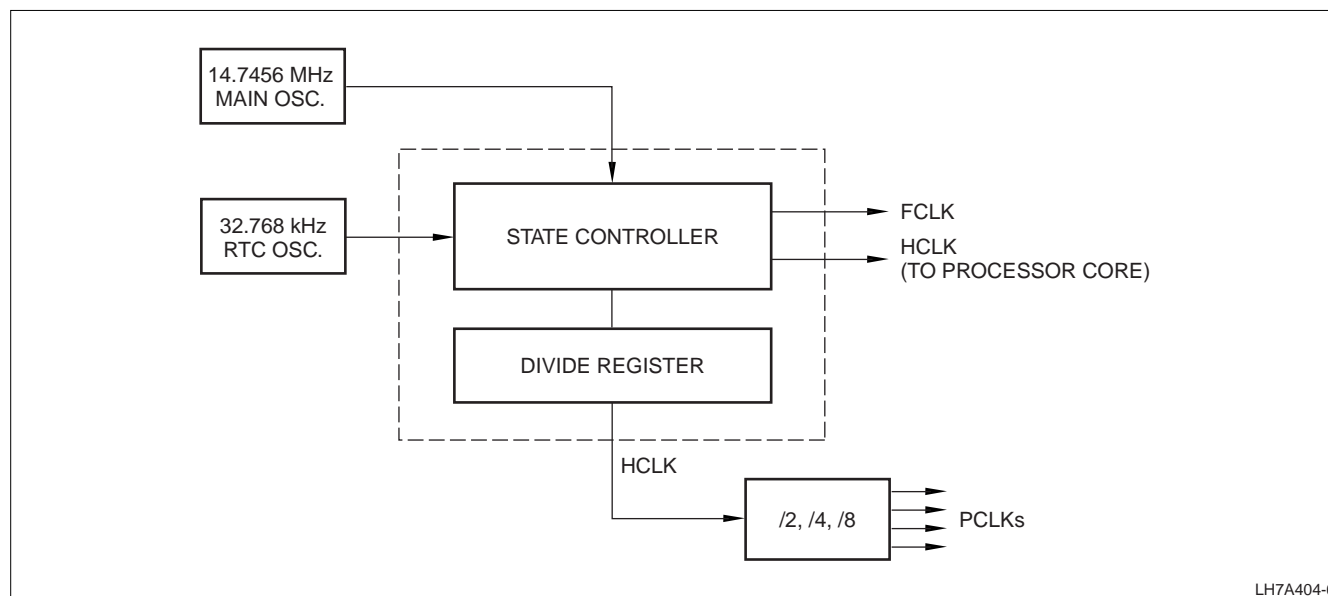 14.7456 MHz
MAIN OSC.
32.768 kHz
RTC OSC.
STATE CONTROLLER
FCLK
HCLK
(TO PROCESSOR CORE)
DIVIDE REGISTER
HCLK
/2, /4, /8
PCLKs